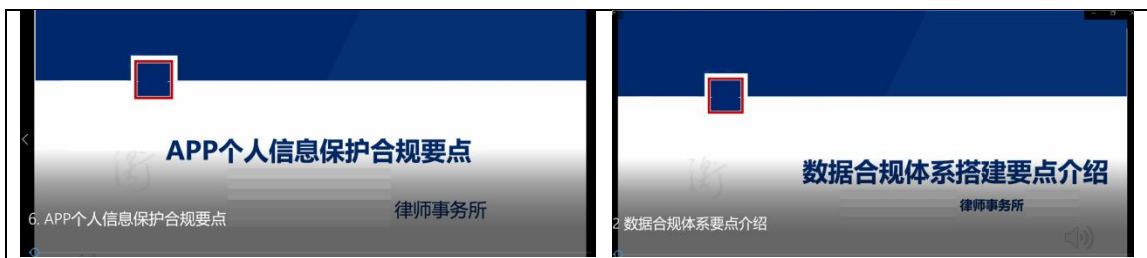 APP个人信息保护合规要点
律师事务所
6. APP个人信息保护合规要点
数据合规体系搭建要点介绍
律师事务所
2 数据合规体系要点介绍